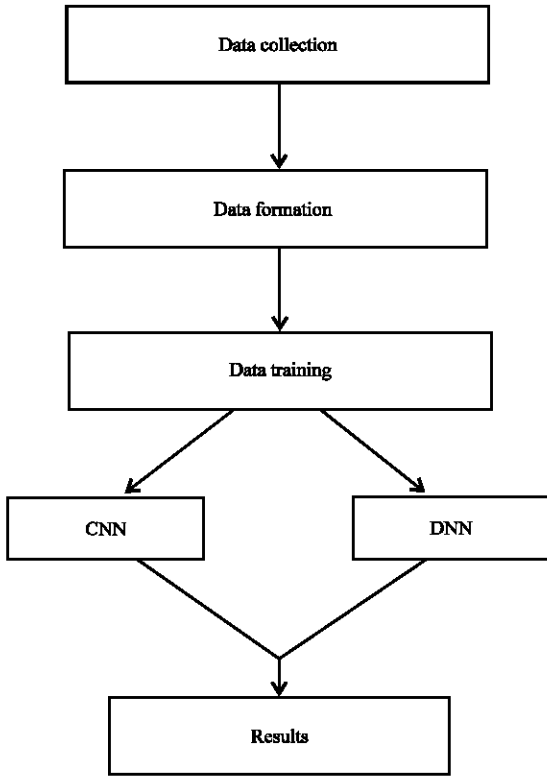 Data collection
Data formation
Data training
CNN
DNN
Results